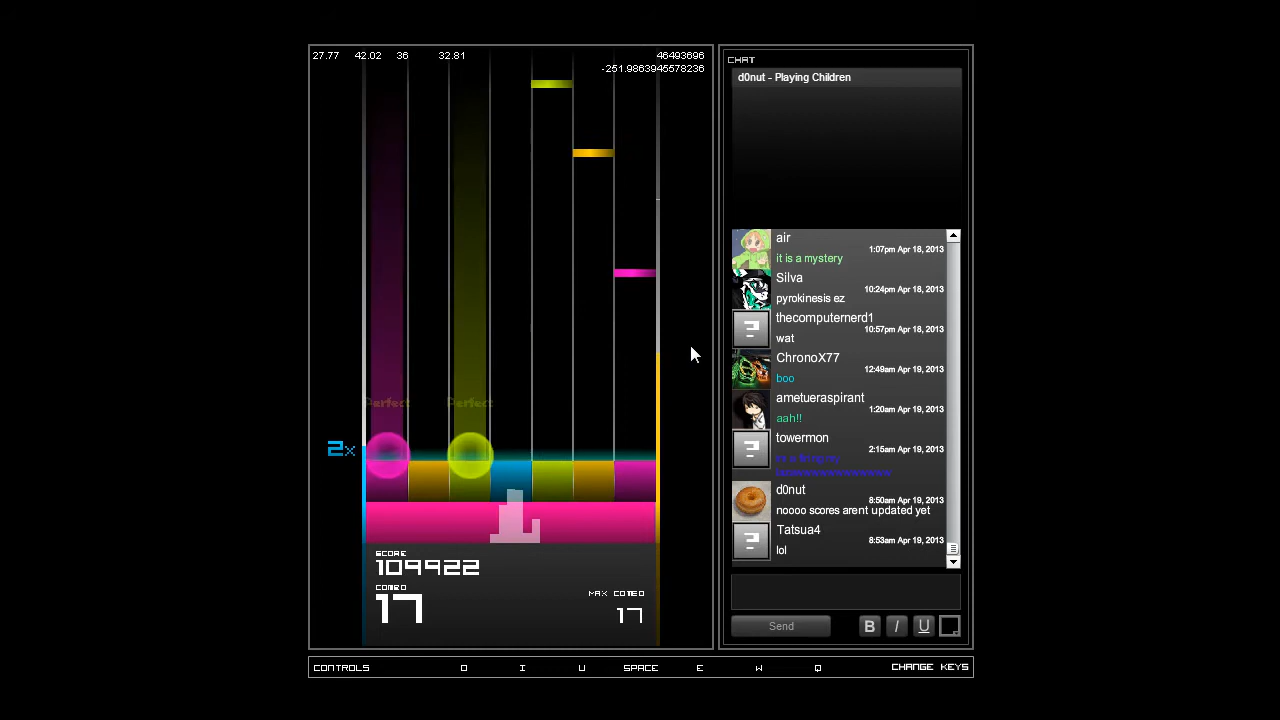 27.77 42.02 36 32.81 46493696
-251.9863945578236
Perfect Perfect
2x
SCORE
109922
COMBO
17
MAX COMBO
17
CHAT
d0nut - Playing Children
air
1:07pm Apr 18, 2013
it is a mystery
Silva
10:24pm Apr 18, 2013
pyrokinesis ez
thecomputernerd1
10:57pm Apr 18, 2013
wat
ChronoX77
12:49am Apr 19, 2013
boo
ametueraspirant
1:20am Apr 19, 2013
aah!!
towermon
2:15am Apr 19, 2013
d0nut
8:50am Apr 19, 2013
noooo scores arent updated yet
Tatsua4
8:53am Apr 19, 2013
lol
Send B I U
CONTROLS O I U SPACE E W Q CHANGE KEYS